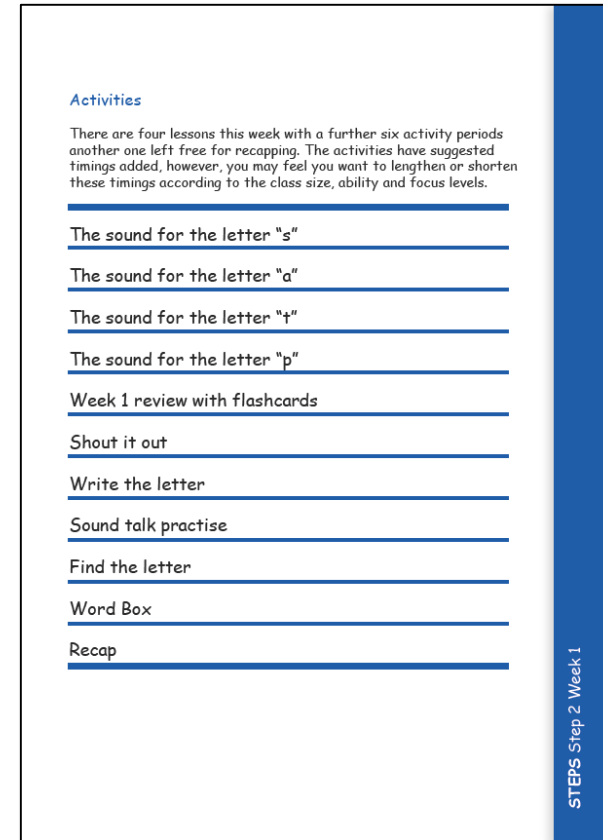 Activities
There are four lessons this week with a further six activity periods
another one left free for recapping. The activities have suggested
timings added, however, you may feel you want to lengthen or shorten
these timings according to the class size, ability and focus levels.
The sound for the letter “s”
The sound for the letter “a”
The sound for the letter “t”
The sound for the letter “p”
Week 1 review with flashcards
Shout it out
Write the letter
Sound talk practise
Find the letter
Word Box
Recap
STEPS Step 2 Week 1